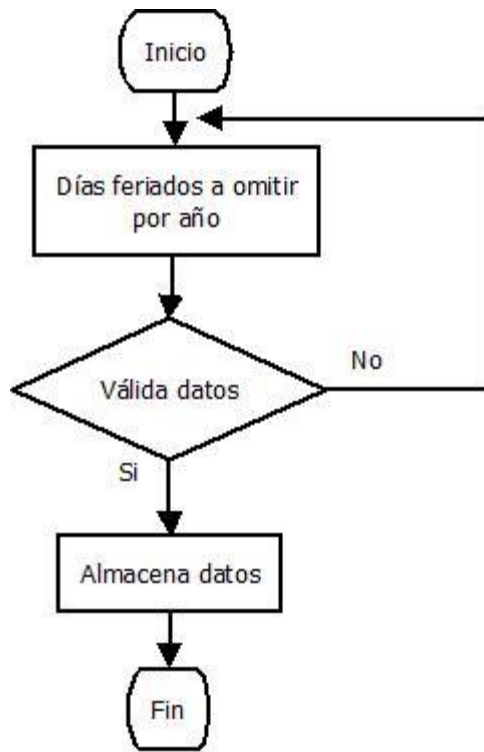 Inicio
Días feriados a omitir
por año
Válida datos
No
Si
Almacena datos
Fin